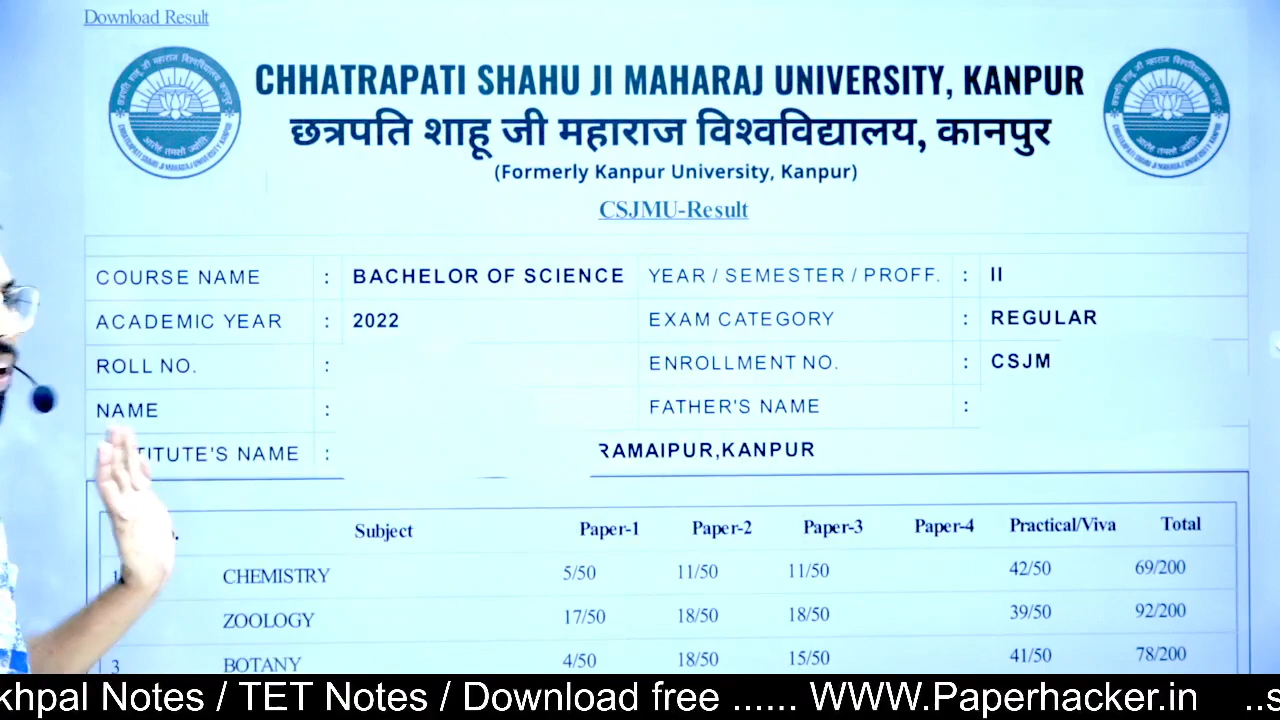 Download Result
CHHATRAPATI SHAHU JI MAHARAJ UNIVERSITY, KANPUR
छत्रपति शाहू जी महाराज विश्वविद्यालय, कानपुर
(Formerly Kanpur University, Kanpur)
CSJMU-Result
COURSE NAME : BACHELOR OF SCIENCE YEAR / SEMESTER / PROFF. : II
ACADEMIC YEAR : 2022 EXAM CATEGORY : REGULAR
ROLL NO. : ENROLLMENT NO. : CSJM
NAME : FATHER'S NAME :
TITUTE'S NAME : RAMAIPUR,KANPUR
Subject Paper-1 Paper-2 Paper-3 Paper-4 Practical/Viva Total
1 CHEMISTRY 5/50 11/50 11/50 42/50 69/200
ZOOLOGY 17/50 18/50 18/50 39/50 92/200
3 BOTANY 4/50 18/50 15/50 41/50 78/200
khpal Notes / TET Notes / Download free ...... WWW.Paperhacker.in ..s